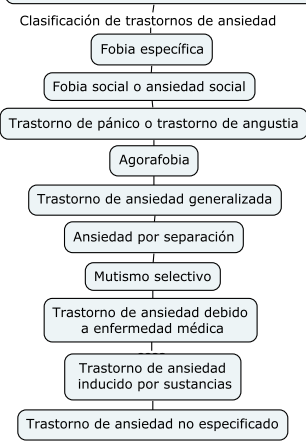 Clasificación de trastornos de ansiedad
Fobia específica
Fobia social o ansiedad social
Trastorno de pánico o trastorno de angustia
Agorafobia
Trastorno de ansiedad generalizada
Ansiedad por separación
Mutismo selectivo
Trastorno de ansiedad debido
a enfermedad médica
Trastorno de ansiedad
inducido por sustancias
Trastorno de ansiedad no especificado